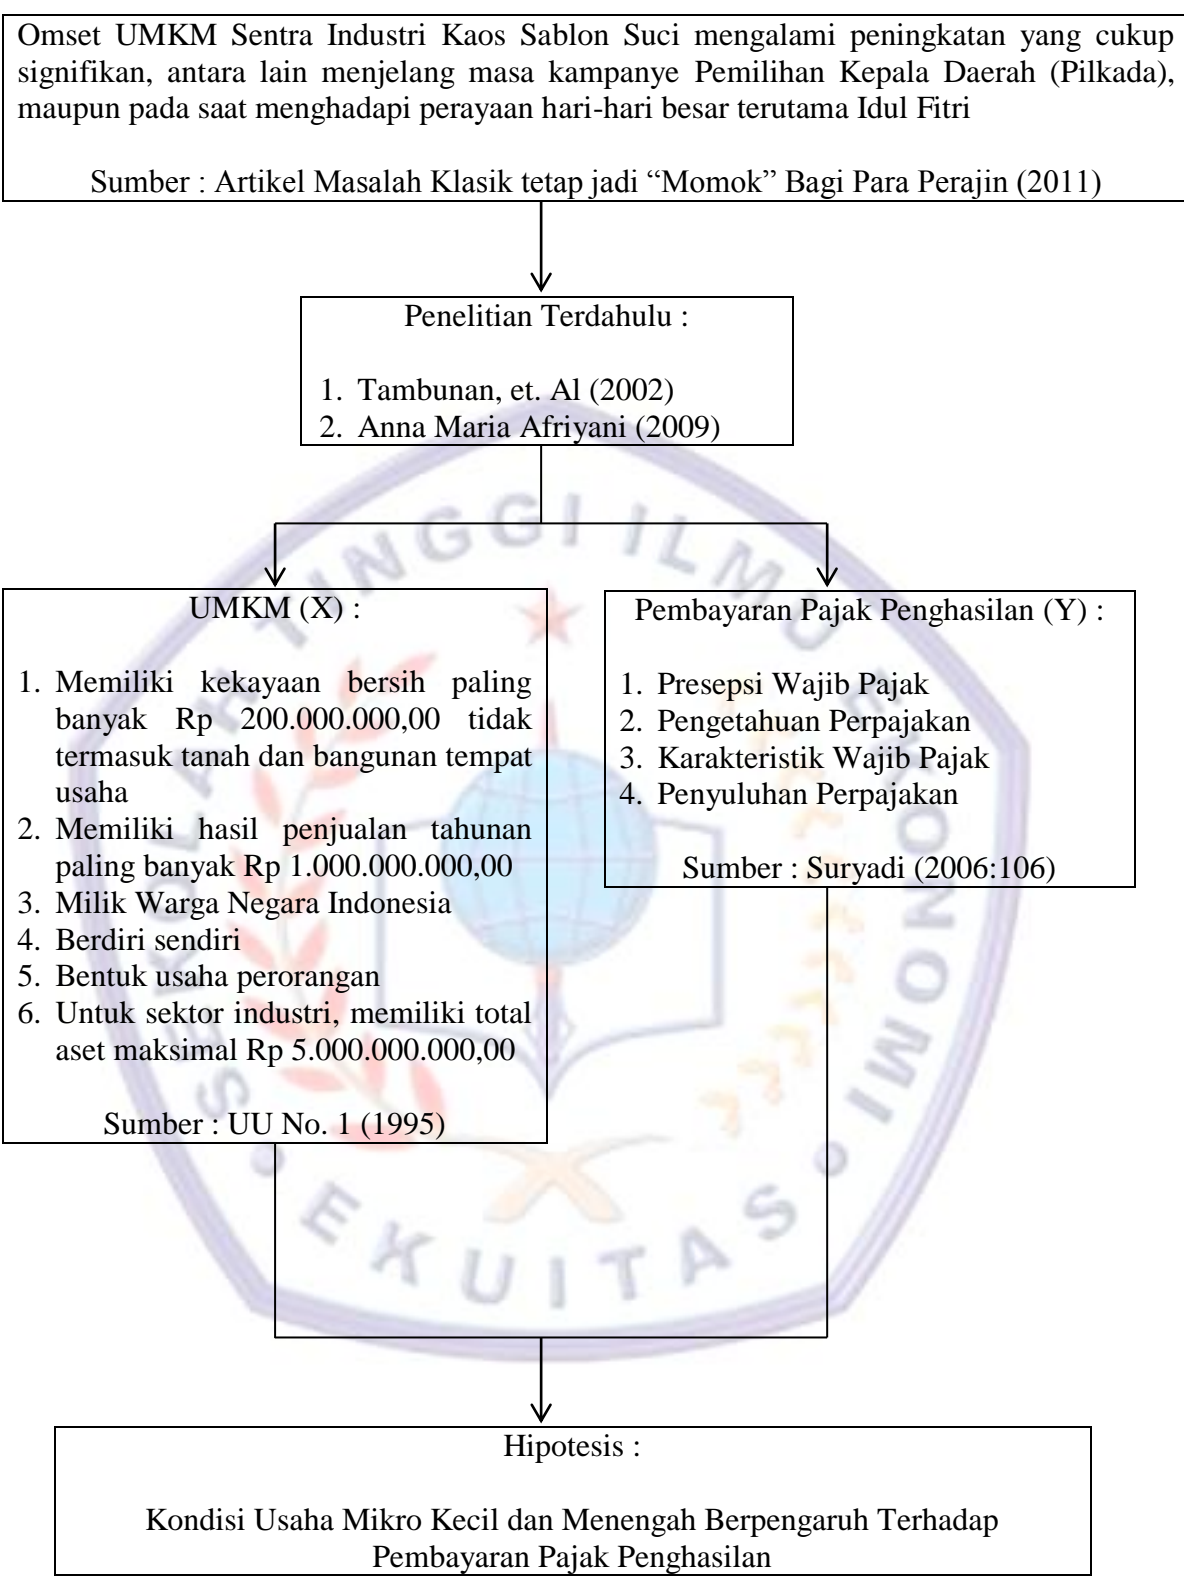 Omset UMKM Sentra Industri Kaos Sablon Suci mengalami peningkatan yang cukup
signifikan, antara lain menjelang masa kampanye Pemilihan Kepala Daerah (Pilkada),
maupun pada saat menghadapi perayaan hari-hari besar terutama Idul Fitri
Sumber : Artikel Masalah Klasik tetap jadi “Momok” Bagi Para Perajin (2011)
Penelitian Terdahulu :
1. Tambunan, et. Al (2002)
2. Anna Maria Afriyani (2009)
UMKM (X) :
1. Memiliki kekayaan bersih paling
banyak Rp 200.000.000,00 tidak
termasuk tanah dan bangunan tempat
usaha
2. Memiliki hasil penjualan tahunan
paling banyak Rp 1.000.000.000,00
3. Milik Warga Negara Indonesia
4. Berdiri sendiri
5. Bentuk usaha perorangan
6. Untuk sektor industri, memiliki total
aset maksimal Rp 5.000.000.000,00
Sumber : UU No. 1 (1995)
Pembayaran Pajak Penghasilan (Y) :
1. Presepsi Wajib Pajak
2. Pengetahuan Perpajakan
3. Karakteristik Wajib Pajak
4. Penyuluhan Perpajakan
Sumber : Suryadi (2006:106)
Hipotesis :
Kondisi Usaha Mikro Kecil dan Menengah Berpengaruh Terhadap
Pembayaran Pajak Penghasilan
SEKOLAH TINGGI ILMU EKONOMI
EKUITAS